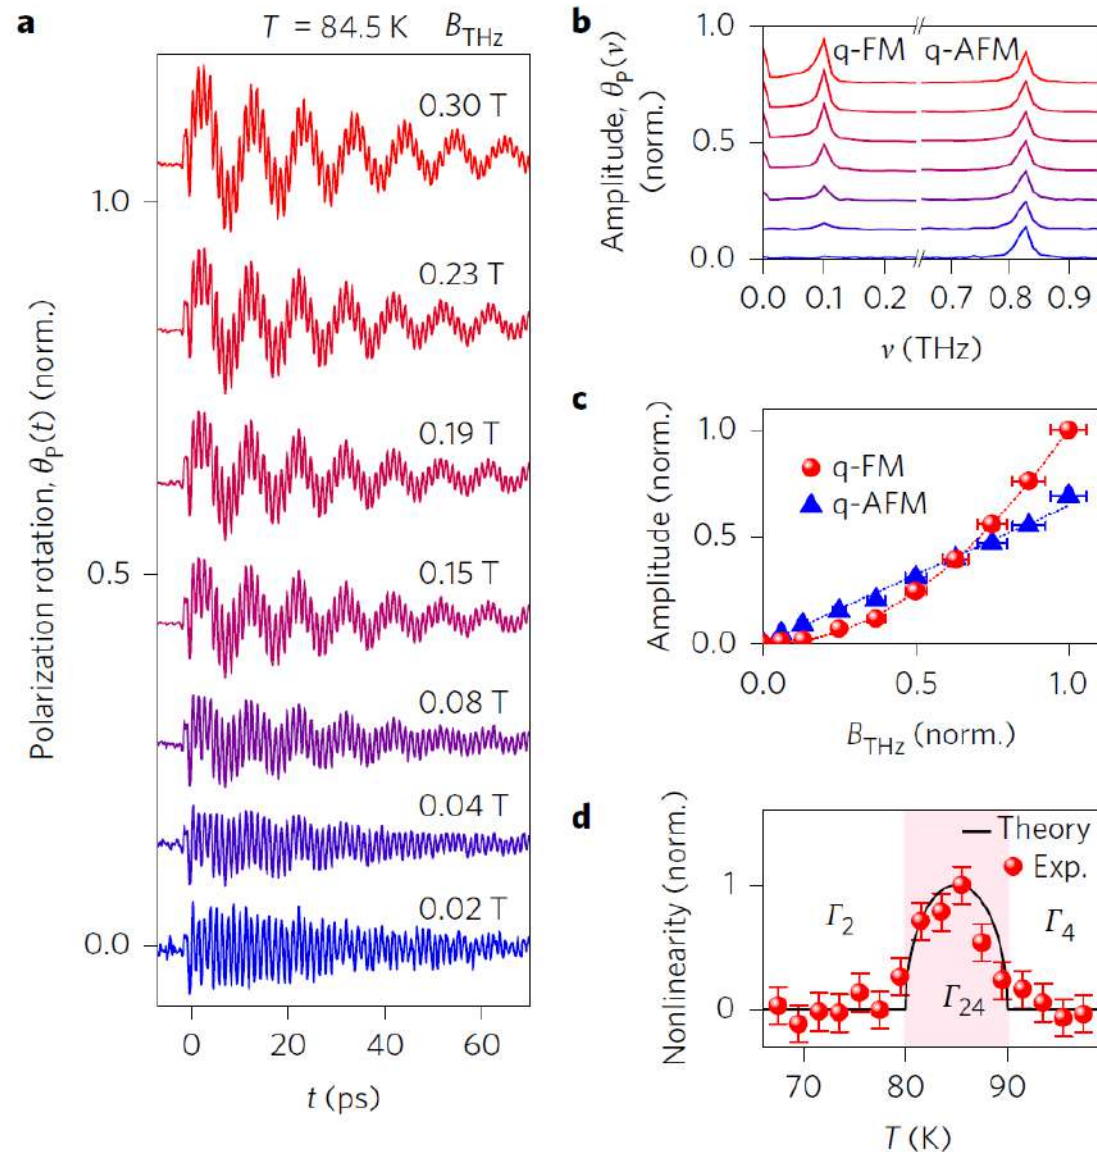 a
T = 84.5 K B_THz
0.30 T
0.23 T
0.19 T
0.15 T
0.08 T
0.04 T
0.02 T
1.0
0.5
0.0
Polarization rotation, θ_P(t) (norm.)
0 20 40 60
t (ps)
b
q-FM q-AFM
1.0
0.5
0.0
Amplitude, θ_P(ν)
(norm.)
0.0 0.1 0.2 0.7 0.8 0.9
ν (THz)
c
q-FM
q-AFM
1.0
0.5
0.0
Amplitude (norm.)
0.0 0.5 1.0
B_THz (norm.)
d
Theory
Exp.
Γ_2
Γ_24
Γ_4
1
0
Nonlinearity (norm.)
70 80 90
T (K)